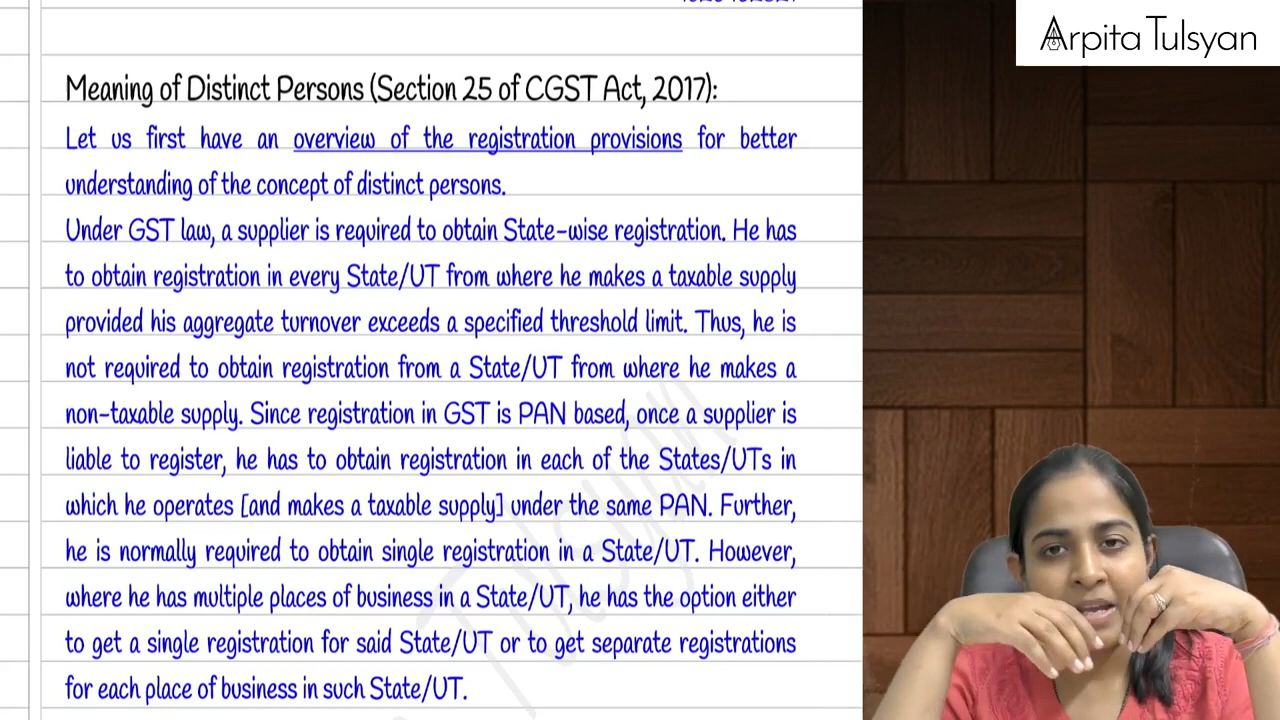 Arpita Tulsyan
Meaning of Distinct Persons (Section 25 of CGST Act, 2017):
Let us first have an overview of the registration provisions for better
understanding of the concept of distinct persons.
Under GST law, a supplier is required to obtain State-wise registration. He has
to obtain registration in every State/UT from where he makes a taxable supply
provided his aggregate turnover exceeds a specified threshold limit. Thus, he is
not required to obtain registration from a State/UT from where he makes a
non-taxable supply. Since registration in GST is PAN based, once a supplier is
liable to register, he has to obtain registration in each of the States/UTs in
which he operates [and makes a taxable supply] under the same PAN. Further,
he is normally required to obtain single registration in a State/UT. However,
where he has multiple places of business in a State/UT, he has the option either
to get a single registration for said State/UT or to get separate registrations
for each place of business in such State/UT.
Tulsyan